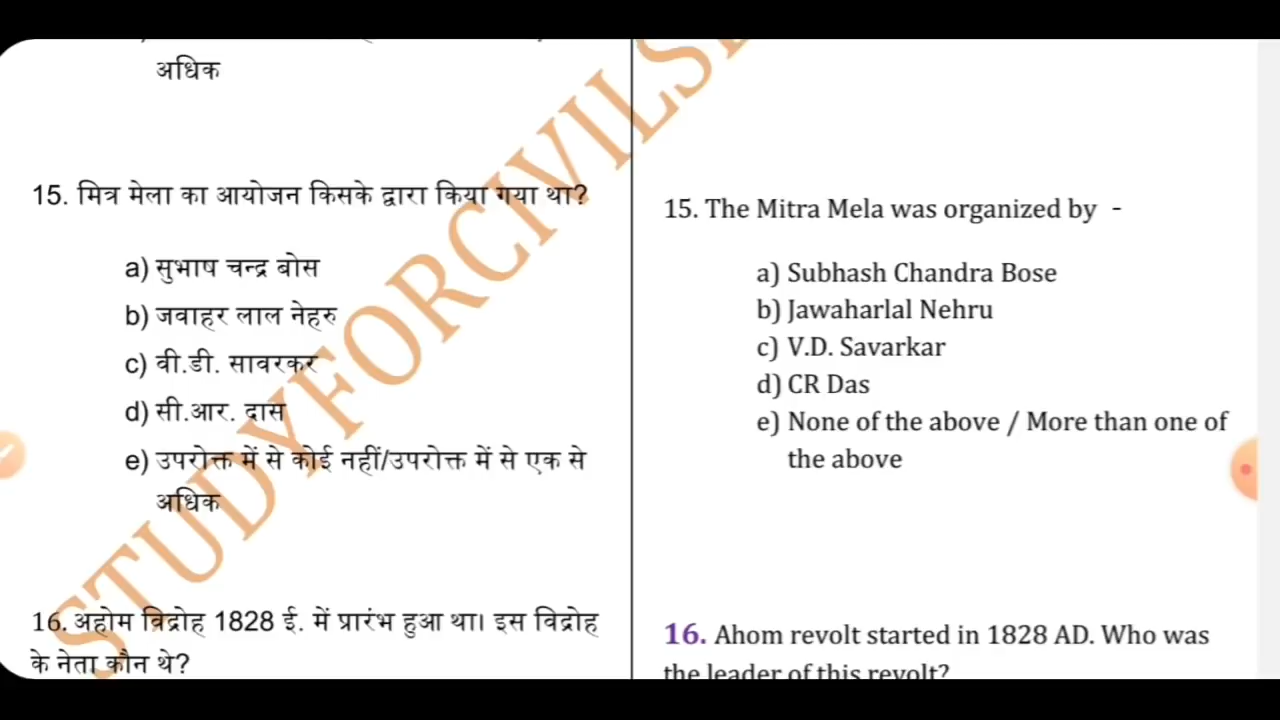 अधिक
15. मित्र मेला का आयोजन किसके द्वारा किया गया था?
a) सुभाष चन्द्र बोस
b) जवाहर लाल नेहरु
c) वी.डी. सावरकर
d) सी.आर. दास
e) उपरोक्त में से कोई नहीं/उपरोक्त में से एक से
अधिक
16. अहोम विद्रोह 1828 ई. में प्रारंभ हुआ था। इस विद्रोह
के नेता कौन थे?
15. The Mitra Mela was organized by -
a) Subhash Chandra Bose
b) Jawaharlal Nehru
c) V.D. Savarkar
d) CR Das
e) None of the above / More than one of
the above
16. Ahom revolt started in 1828 AD. Who was
the leader of this revolt?
STUDYFORCIVILS